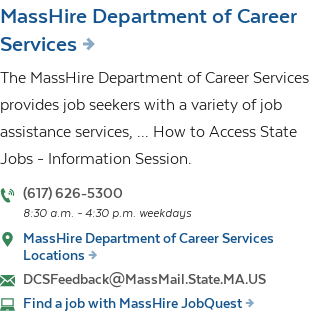 MassHire Department of Career
Services
The MassHire Department of Career Services
provides job seekers with a variety of job
assistance services, ... How to Access State
Jobs - Information Session.
(617) 626-5300
8:30 a.m. - 4:30 p.m. weekdays
MassHire Department of Career Services
Locations
DCSFeedback@MassMail.State.MA.US
Find a job with MassHire JobQuest